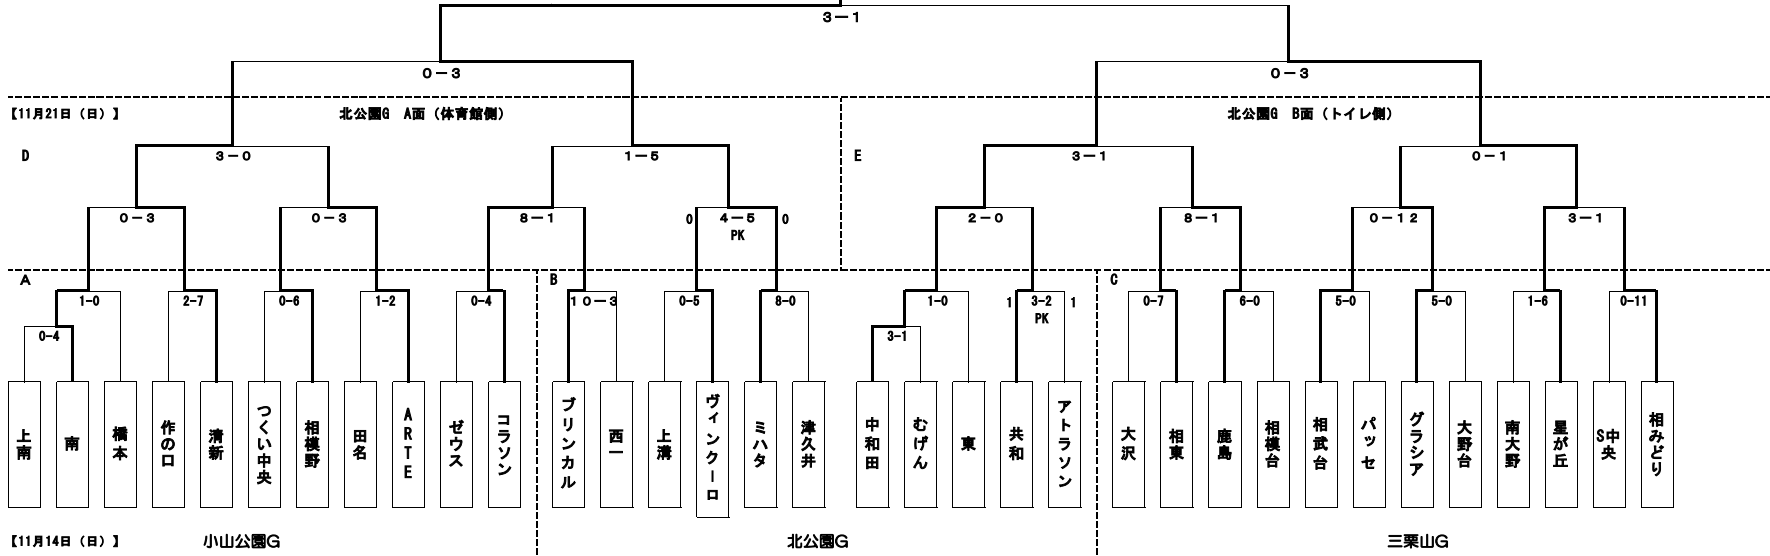 3－1
0－3
0－3
【11月21日（日）】
北公園G　A面（体育館側）
北公園G　B面（トイレ側）
D
3－0
1－5
E
3－1
0－1
0－3
0－3
8－1
0
4－5
0
PK
2－0
8－1
0－12
3－1
A
1-0
2-7
0-6
1-2
0-4
B
10－3
0-5
8-0
1-0
1
3-2
1
PK
C
0-7
6-0
5-0
5-0
1-6
0-11
0-4
3-1
上南
南
橋本
作の口
清新
つくい中央
相模野
田名
ARTE
ゼウス
コラソン
ブリンカル
西一
上溝
ヴィンクーロ
ミハタ
津久井
中和田
むげん
東
共和
アトラソン
大沢
相東
鹿島
相模台
相武台
パッセ
グラシア
大野台
南大野
星が丘
S中央
相みどり
【11月14日（日）】
小山公園G
北公園G
三栗山G